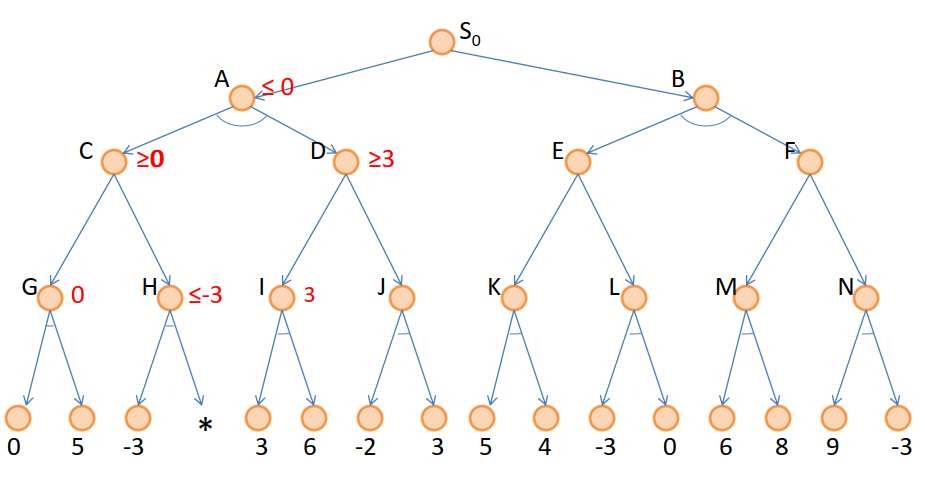 S0
A ≤ 0 B
C ≥0 D ≥3 E F
G 0 H ≤-3 I 3 J K L M N
0 5 -3 * 3 6 -2 3 5 4 -3 0 6 8 9 -3